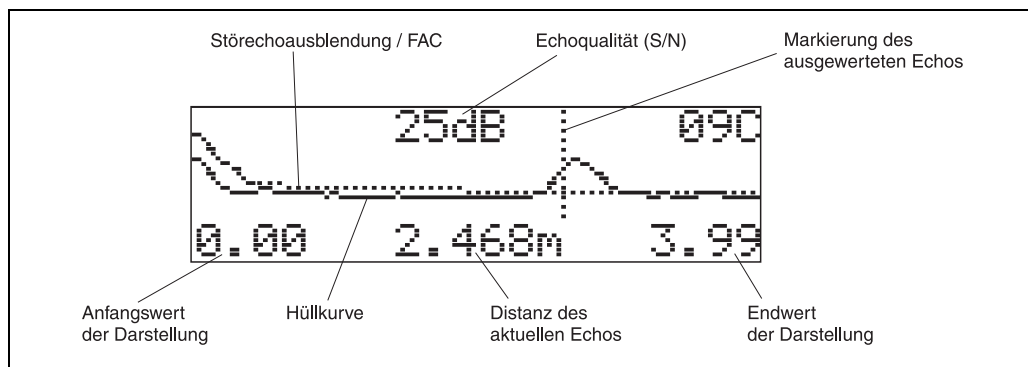 Störechoausblendung / FAC
Echoqualität (S/N)
Markierung des
ausgewerteten Echos
25dB
09C
0.00
2.468m
3.99
Anfangswert
der Darstellung
Hüllkurve
Distanz des
aktuellen Echos
Endwert
der Darstellung